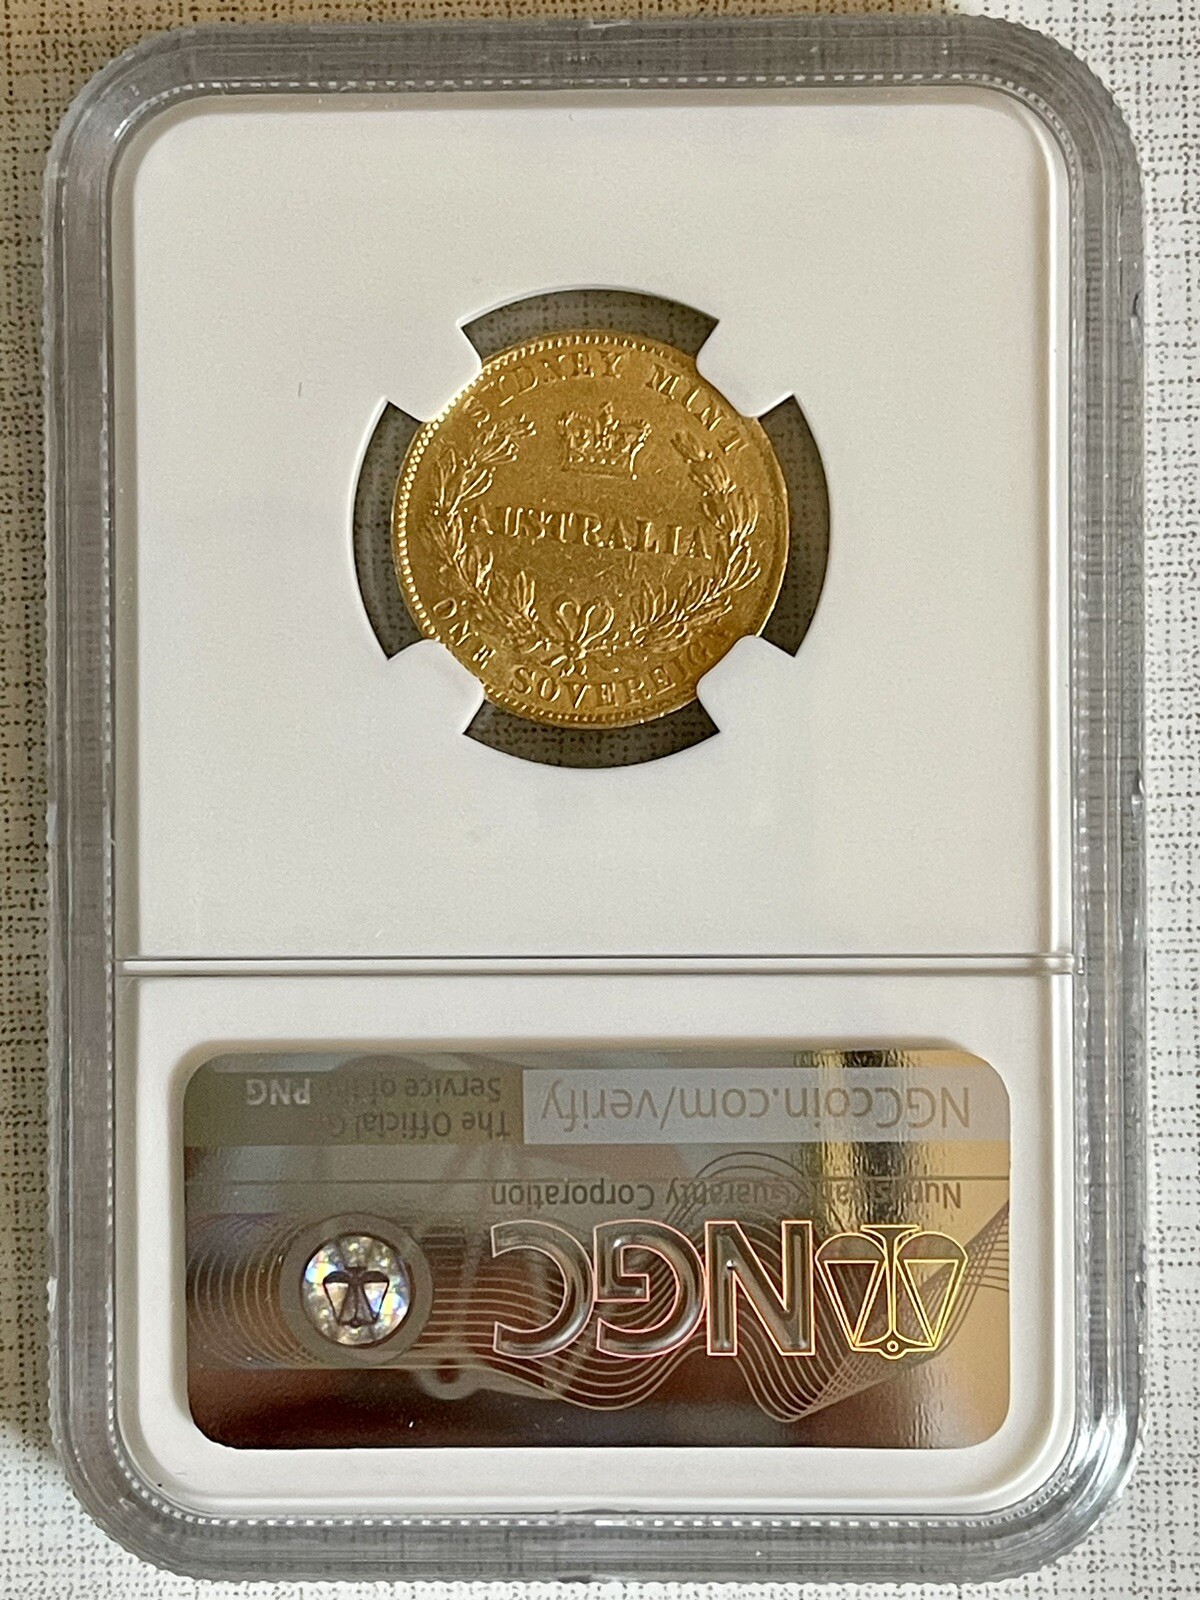 SYDNEY MINT
AUSTRALIA
ONE SOVEREIGN
NGCcoin.com/verify
The Official G
Service of the PNG
Numismatic Guaranty Corporation
NGC